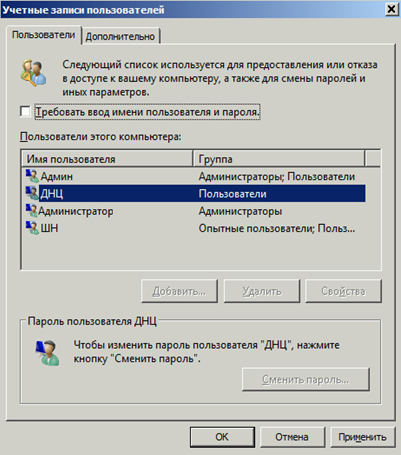 Учетные записи пользователей
Пользователи
Дополнительно
Следующий список используется для предоставления или отказа
в доступе к вашему компьютеру, а также для смены паролей и
иных параметров.
Требовать ввод имени пользователя и пароля.
Пользователи этого компьютера:
Имя пользователя Группа
Админ Администраторы; Пользователи
ДНЦ Пользователи
Администратор Администраторы
ШН Опытные пользователи; Польз...
Добавить... Удалить Свойства
Пароль пользователя ДНЦ
Чтобы изменить пароль пользователя "ДНЦ", нажмите
кнопку "Сменить пароль".
Сменить пароль...
ОК Отмена Применить